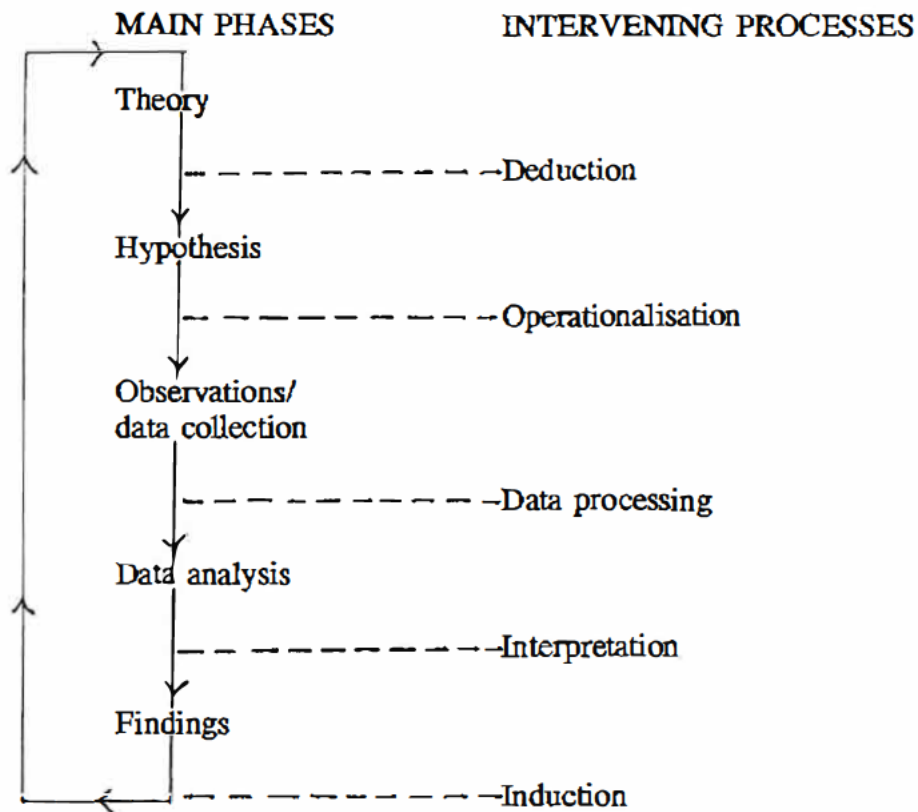 MAIN PHASES INTERVENING PROCESSES
Theory
Deduction
Hypothesis
Operationalisation
Observations/
data collection
Data processing
Data analysis
Interpretation
Findings
Induction